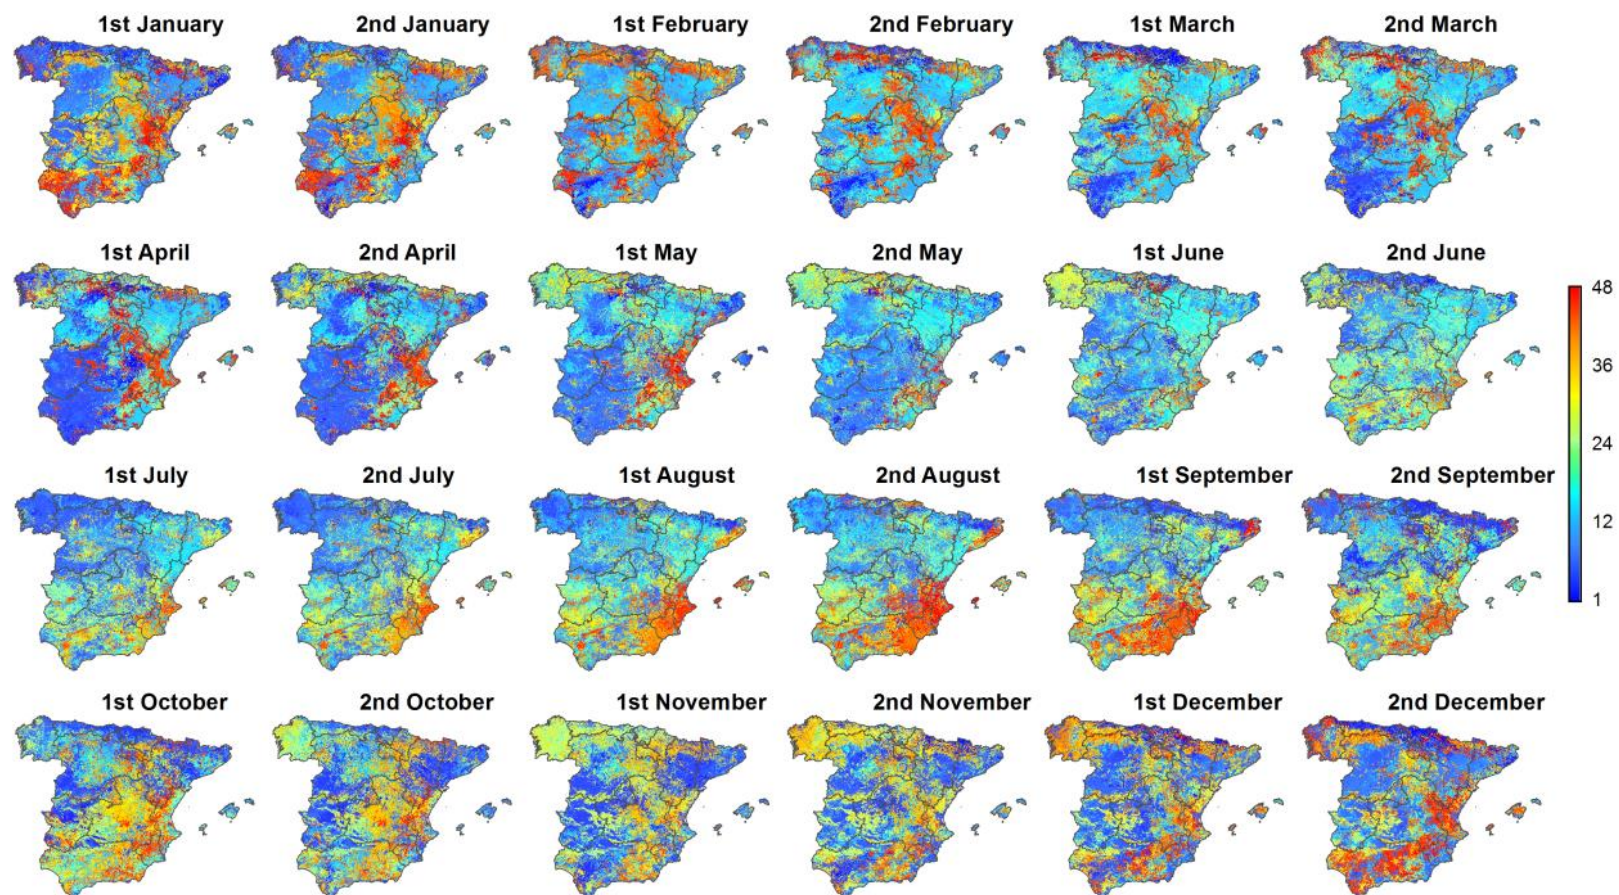 1st January 2nd January 1st February 2nd February 1st March 2nd March
1st April 2nd April 1st May 2nd May 1st June 2nd June
1st July 2nd July 1st August 2nd August 1st September 2nd September
1st October 2nd October 1st November 2nd November 1st December 2nd December
48
36
24
12
1